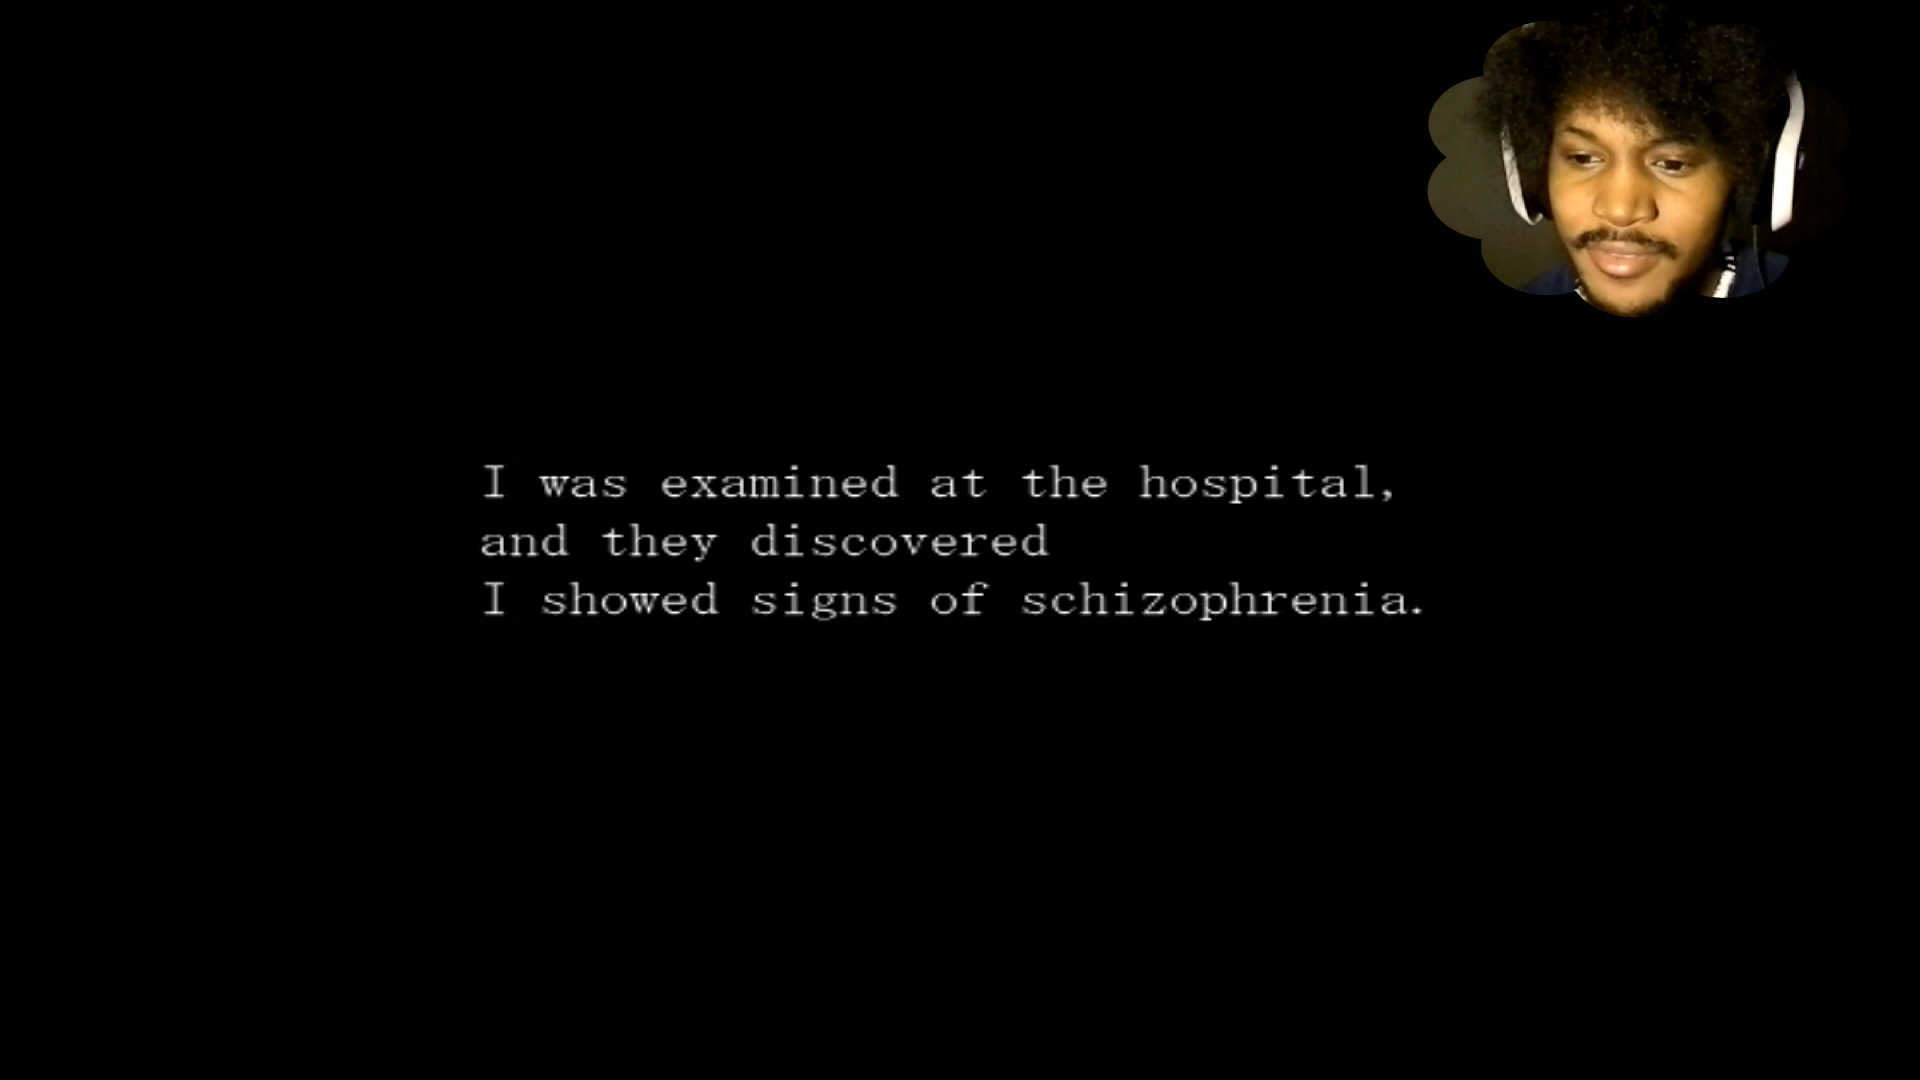 I was examined at the hospital,
and they discovered
I showed signs of schizophrenia.